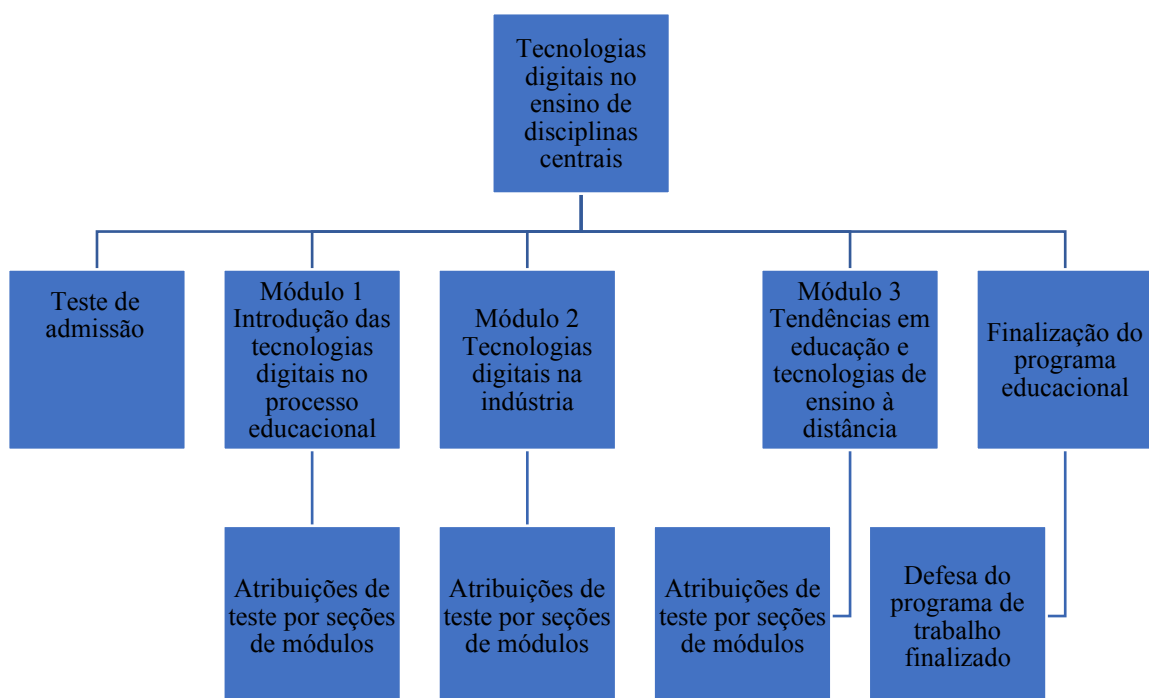 Tecnologias
digitais no
ensino de
disciplinas
centrais
Teste de
admissão
Módulo 1
Introdução das
tecnologias
digitais no
processo
educacional
Módulo 2
Tecnologias
digitais na
indústria
Módulo 3
Tendências em
educação e
tecnologias de
ensino à
distância
Finalização do
programa
educacional
Atribuições de
teste por seções
de módulos
Atribuições de
teste por seções
de módulos
Atribuições de
teste por seções
de módulos
Defesa do
programa de
trabalho
finalizado